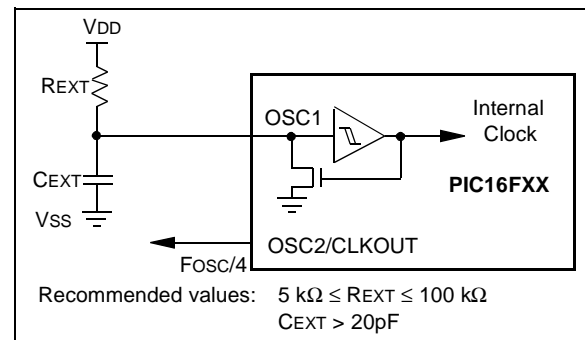 VDD
REXT
OSC1
Internal
Clock
CEXT
PIC16FXX
VSS
OSC2/CLKOUT
FOSC/4
Recommended values: 5 kΩ ≤ REXT ≤ 100 kΩ
CEXT > 20pF